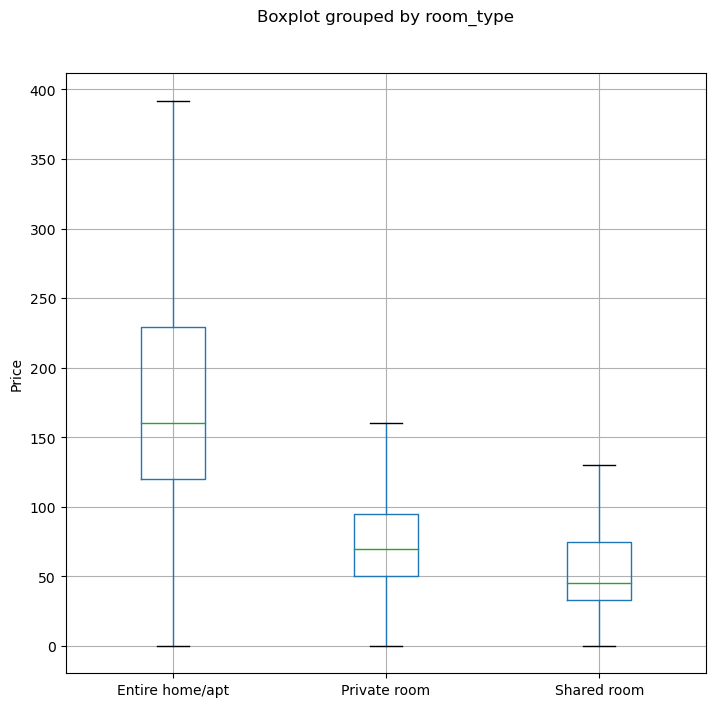 Boxplot grouped by room_type
400
350
300
250
200
150
100
50
0
Price
Entire home/apt
Private room
Shared room